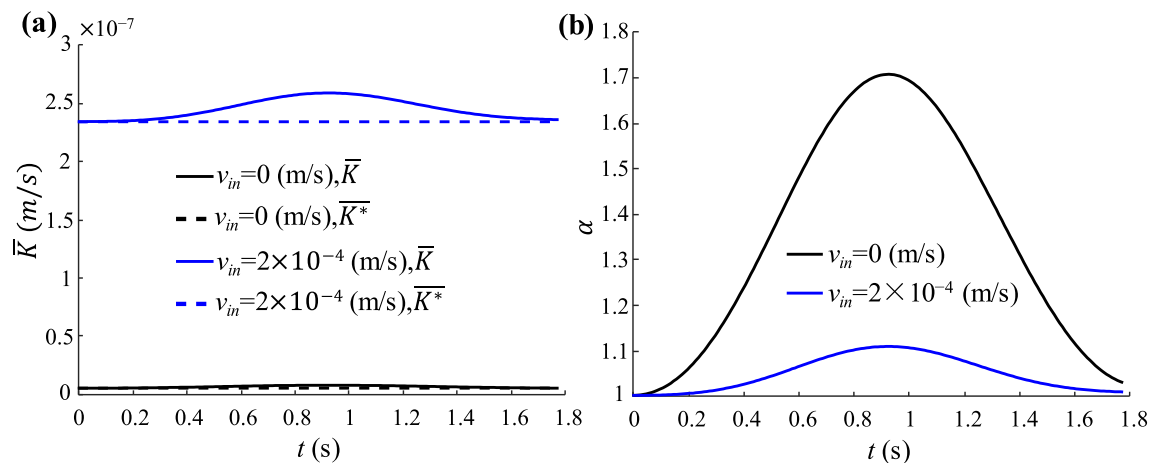 (a)
×10⁻⁷
3
2.5
2
1.5
1
0.5
0
K̅ (m/s)
v_in=0 (m/s),K̅
v_in=0 (m/s),K̅*̅
v_in=2×10⁻⁴ (m/s),K̅
v_in=2×10⁻⁴ (m/s),K̅*̅
0 0.2 0.4 0.6 0.8 1 1.2 1.4 1.6 1.8
t (s)
(b)
1.8
1.7
1.6
1.5
1.4
1.3
1.2
1.1
1
α
v_in=0 (m/s)
v_in=2×10⁻⁴ (m/s)
0 0.2 0.4 0.6 0.8 1 1.2 1.4 1.6 1.8
t (s)